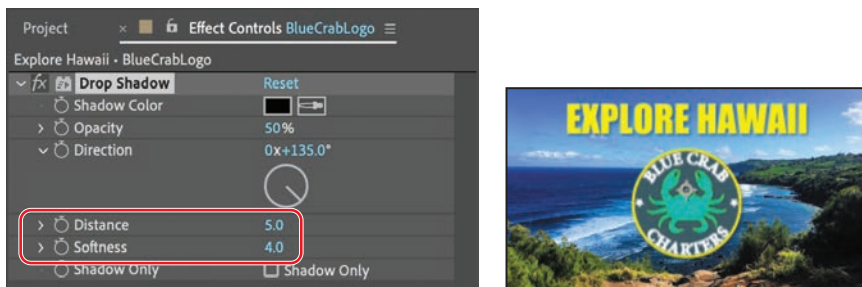 Project × Effect Controls BlueCrabLogo ≡
Explore Hawaii • BlueCrabLogo
fx Drop Shadow Reset
Shadow Color
Opacity 50%
Direction 0x+135.0°
Distance 5.0
Softness 4.0
Shadow Only Shadow Only
EXPLORE HAWAII
BLUE CRAB
CHARTERS